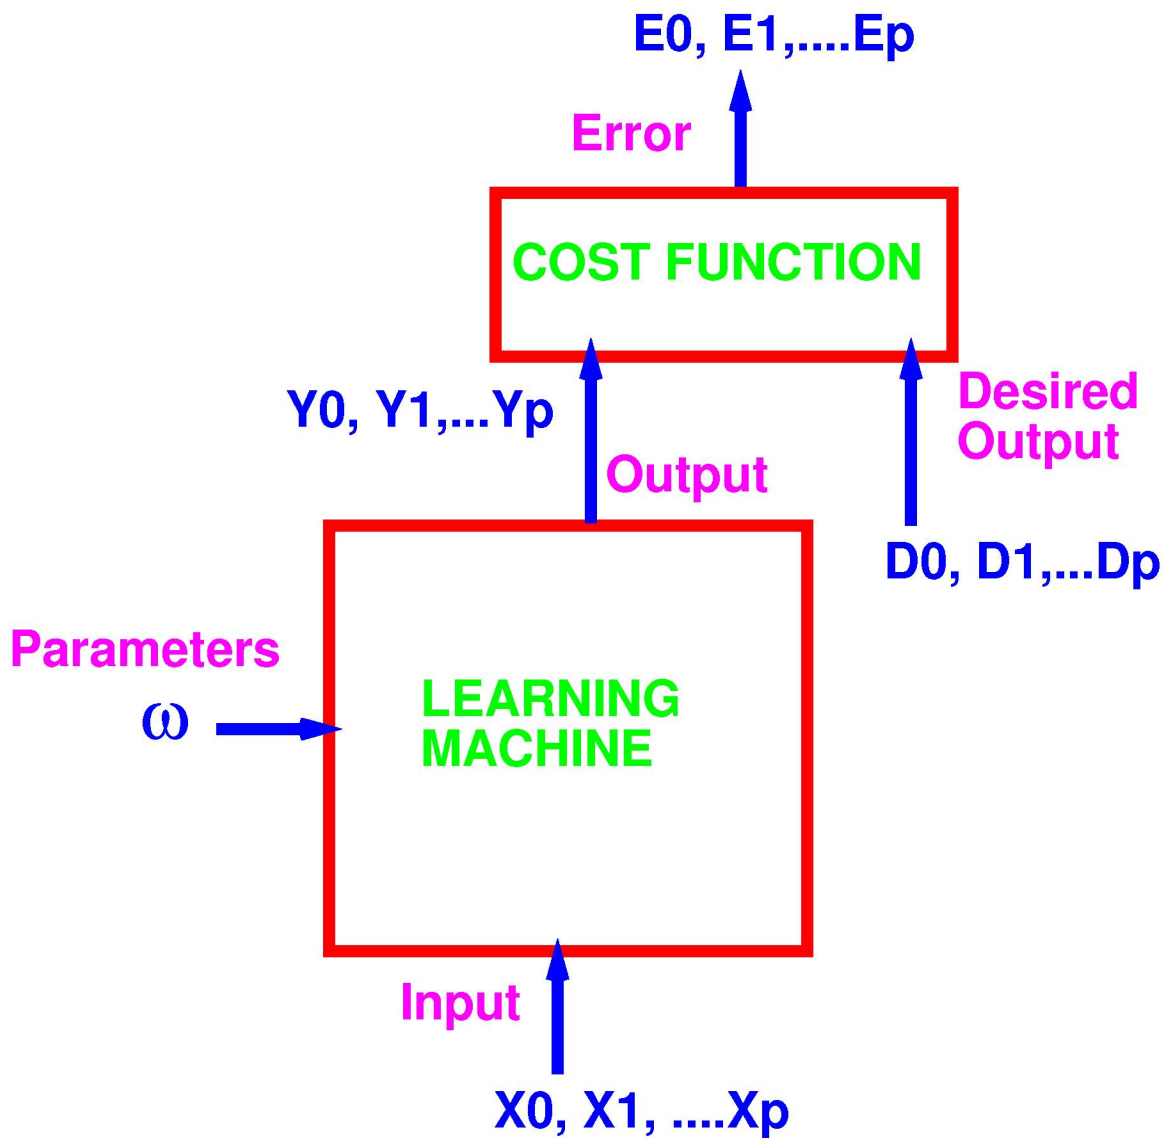 E0, E1,....Ep
Error
COST FUNCTION
Y0, Y1,...Yp
Desired
Output
Output
D0, D1,...Dp
Parameters
ω
LEARNING
MACHINE
Input
X0, X1, ....Xp